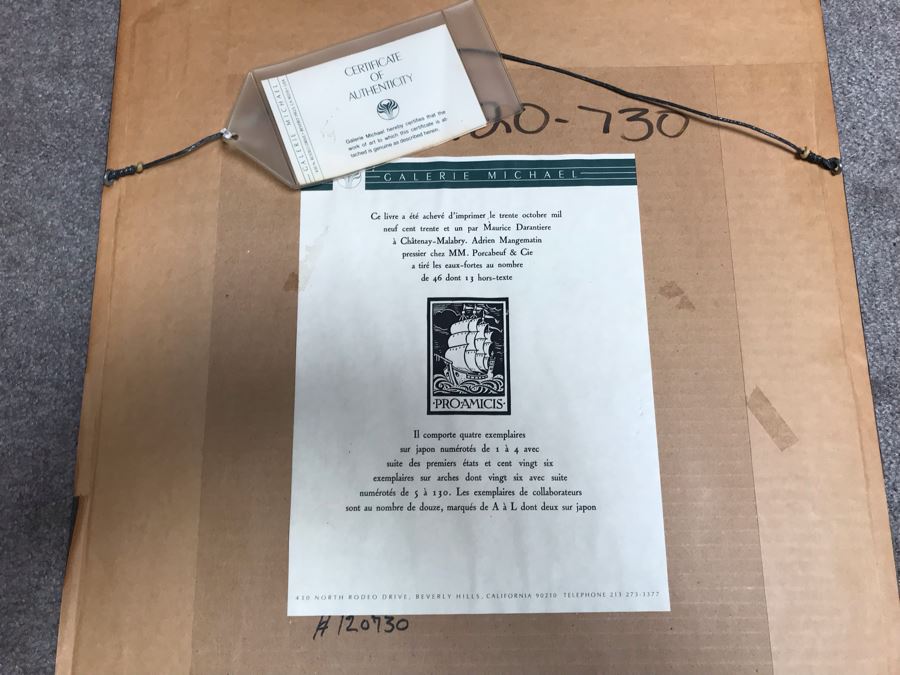 CERTIFICATE
OF
AUTHENTICITY
Galerie Michael hereby certifies that the
work of art to which this certificate is at-
tached is genuine as described herein.
GALERIE MICHAEL
20-730
GALERIE MICHAEL
Ce livre a été achevé d'imprimer le trente octobre mil
neuf cent trente et un par Maurice Darantiere
à Châtenay-Malabry. Adrien Mangematin
pressier chez MM. Porcabeuf & Cie
a tiré les eaux-fortes au nombre
de 46 dont 13 hors-texte
PRO·AMICIS·
Il comporte quatre exemplaires
sur japon numérotés de 1 à 4 avec
suite des premiers états et cent vingt six
exemplaires sur arches dont vingt six avec suite
numérotés de 5 à 130. Les exemplaires de collaborateurs
sont au nombre de douze, marqués de A à L dont deux sur japon
430 NORTH RODEO DRIVE, BEVERLY HILLS, CALIFORNIA 90210 TELEPHONE 213 273-3377
# 120730